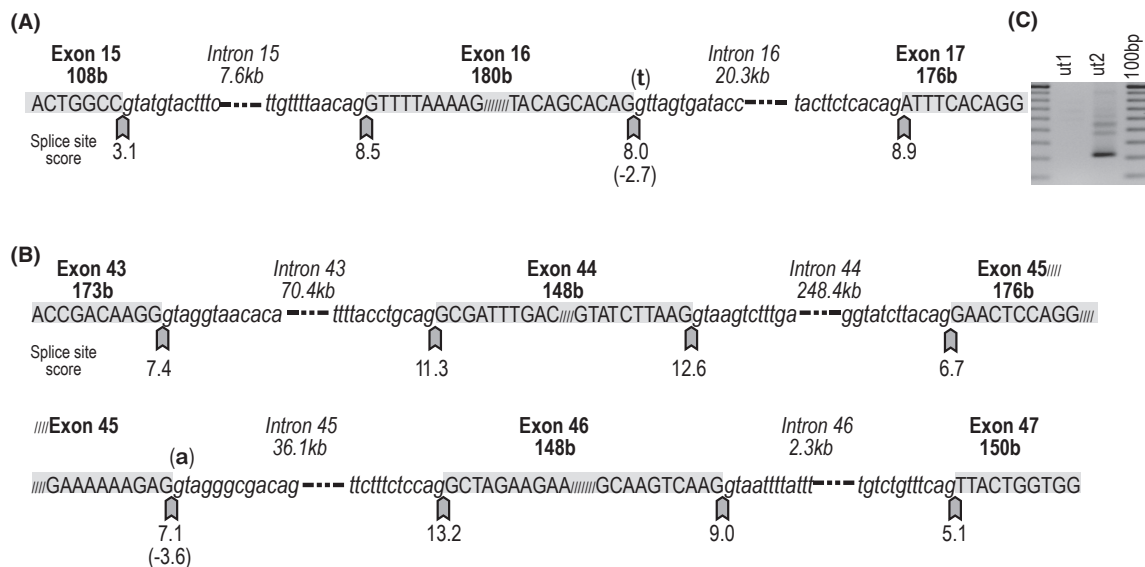 (A)
(C)
Exon 15 Intron 15 Exon 16 Intron 16 Exon 17
108b 7.6kb 180b 20.3kb 176b
(t)
ACTGGCCgtatgtactttc ttgttttaacagGTTTTAAAAG///////TACAGCACAGgttagtgatacc tacttctcacagATTTCACAGG
Splice site score
3.1 8.5 8.0 8.9
(-2.7)
ut1 ut2 100bp
(B)
Exon 43 Intron 43 Exon 44 Intron 44 Exon 45////
173b 70.4kb 148b 248.4kb 176b
ACCGACAAGGgtaggtaacaca ttttacctgcagGCGATTTGAC////GTATCTTAAGgtaagtctttga ggtatcttacagGAACTCCAGG////
Splice site score
7.4 11.3 12.6 6.7
////Exon 45 Intron 45 Exon 46 Intron 46 Exon 47
36.1kb 148b 2.3kb 150b
(a)
////GAAAAAAGAGgtagggcgacag ttctttctccagGCTAGAAGAA///////GCAAGTCAAGgtaattttattt tgtctgtttcagTTACTGGTGG
7.1 13.2 9.0 5.1
(-3.6)